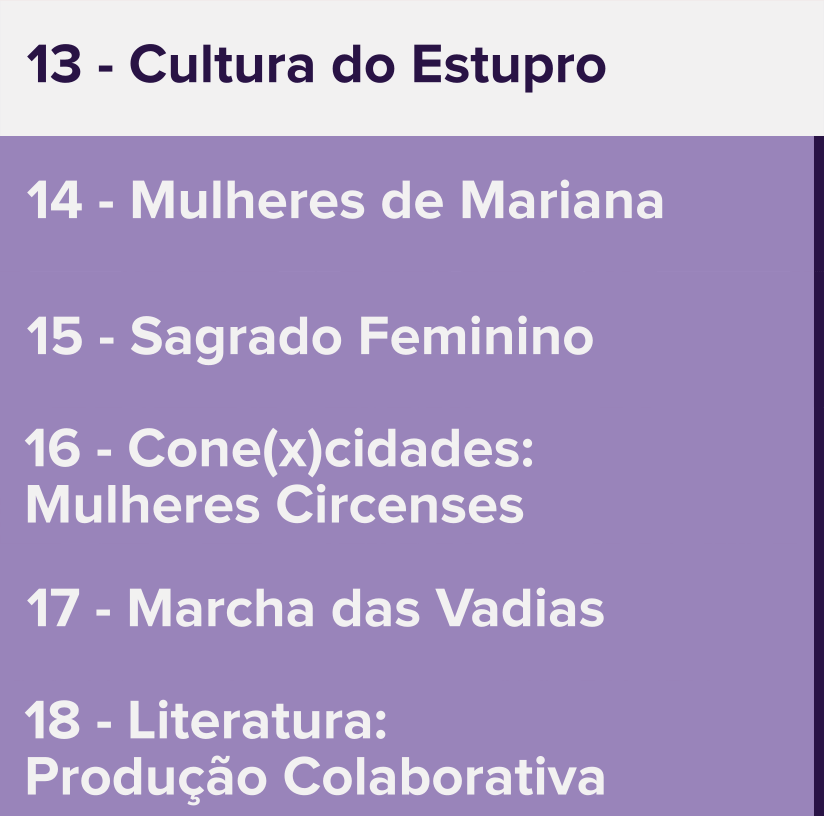 13 - Cultura do Estupro
14 - Mulheres de Mariana
15 - Sagrado Feminino
16 - Cone(x)cidades:
Mulheres Circenses
17 - Marcha das Vadias
18 - Literatura:
Produção Colaborativa